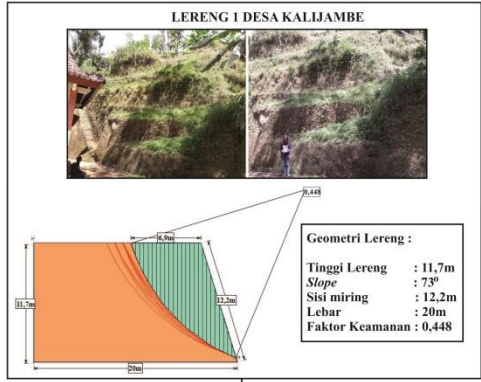 LERENG 1 DESA KALIJAMBE
0,448
6,9m
11,7m
12,2m
20m
Geometri Lereng :
Tinggi Lereng : 11,7m
Slope : 73⁰
Sisi miring : 12,2m
Lebar : 20m
Faktor Keamanan : 0,448